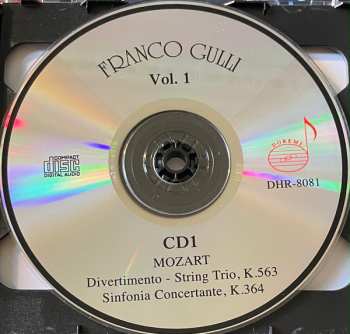 FRANCO GULLI
Vol. 1
DOREMI
COMPACT
disc
DIGITAL AUDIO
DHR-8081
CD1
MOZART
Divertimento - String Trio, K.563
Sinfonia Concertante, K.364